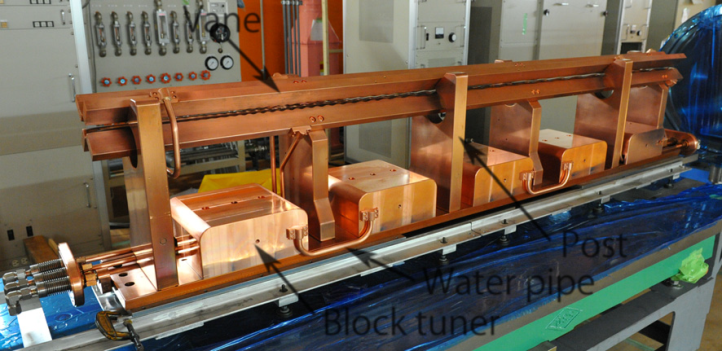 Vane
Post
Water pipe
Block tuner